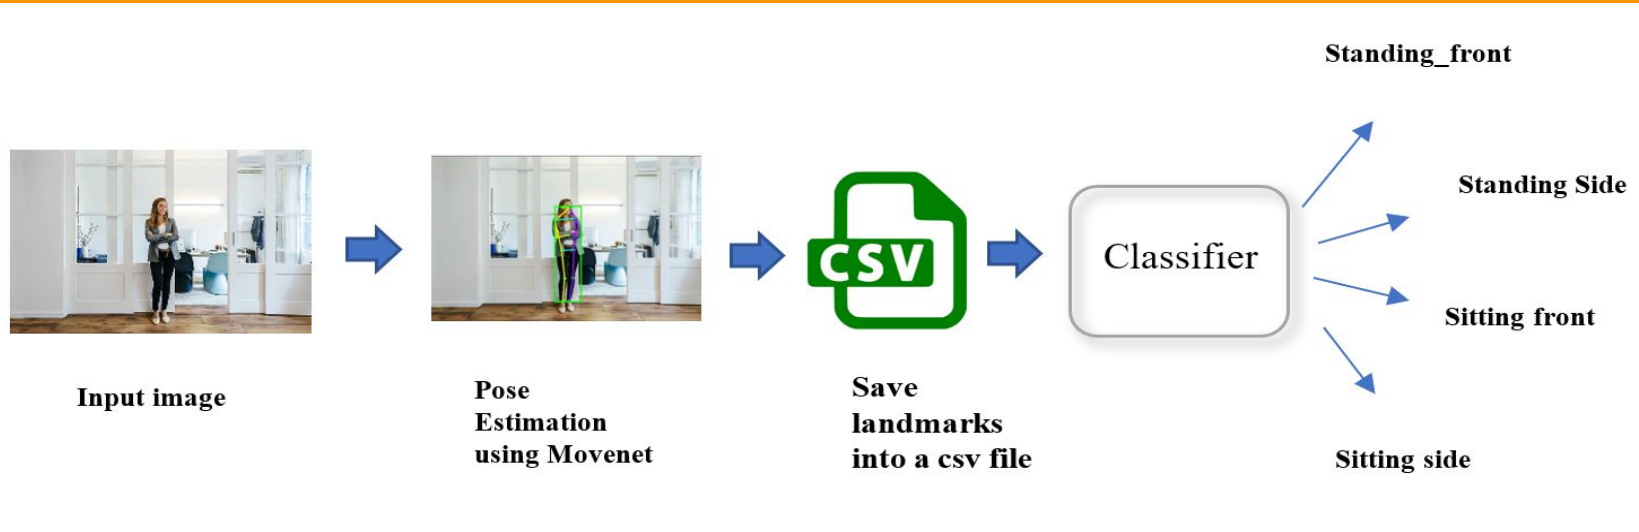 Input image
Pose
Estimation
using Movenet
CSV
Save
landmarks
into a csv file
Classifier
Standing_front
Standing Side
Sitting front
Sitting side